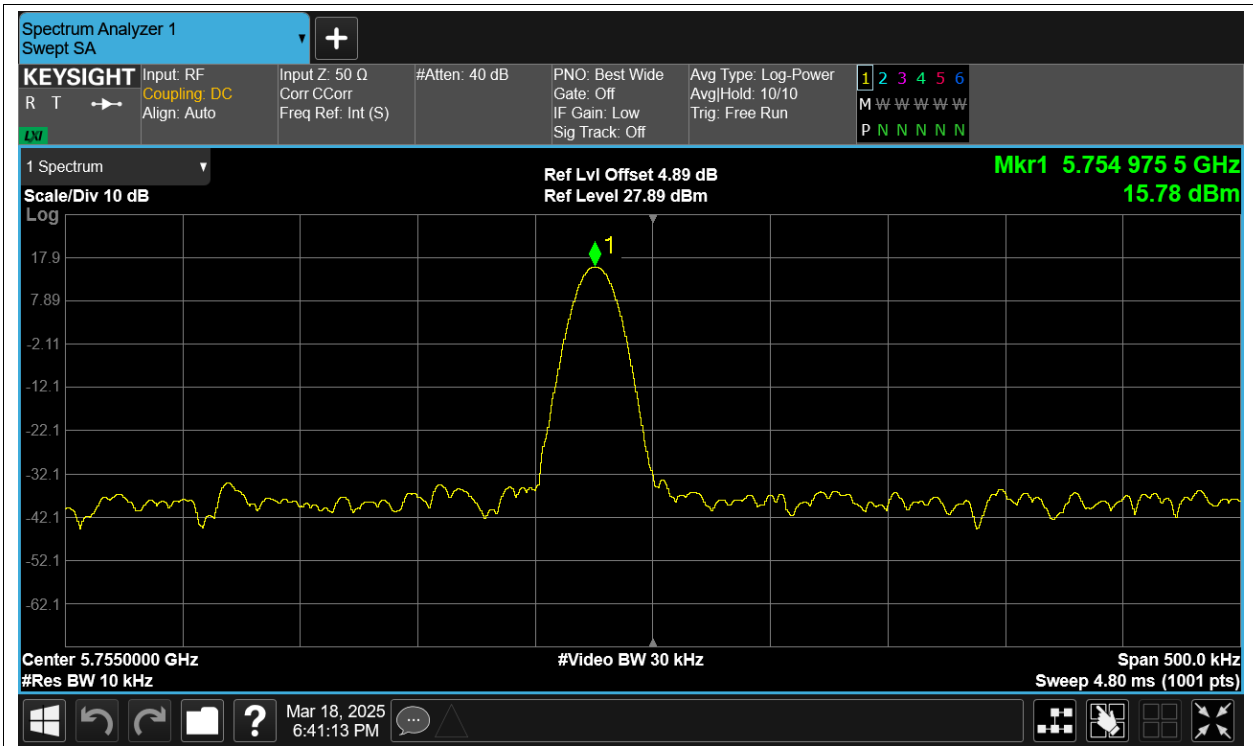 Spectrum Analyzer 1
Swept SA
KEYSIGHT
R T
LXI
Input: RF
Coupling: DC
Align: Auto
Input Z: 50 Ω
Corr CCorr
Freq Ref: Int (S)
#Atten: 40 dB
PNO: Best Wide
Gate: Off
IF Gain: Low
Sig Track: Off
Avg Type: Log-Power
Avg|Hold: 10/10
Trig: Free Run
1 2 3 4 5 6
M W W W W W
P N N N N N
1 Spectrum
Scale/Div 10 dB
Log
Ref Lvl Offset 4.89 dB
Ref Level 27.89 dBm
Mkr1 5.754 975 5 GHz
15.78 dBm
1
17.9
7.89
-2.11
-12.1
-22.1
-32.1
-42.1
-52.1
-62.1
Center 5.7550000 GHz
#Res BW 10 kHz
#Video BW 30 kHz
Span 500.0 kHz
Sweep 4.80 ms (1001 pts)
?
Mar 18, 2025
6:41:13 PM